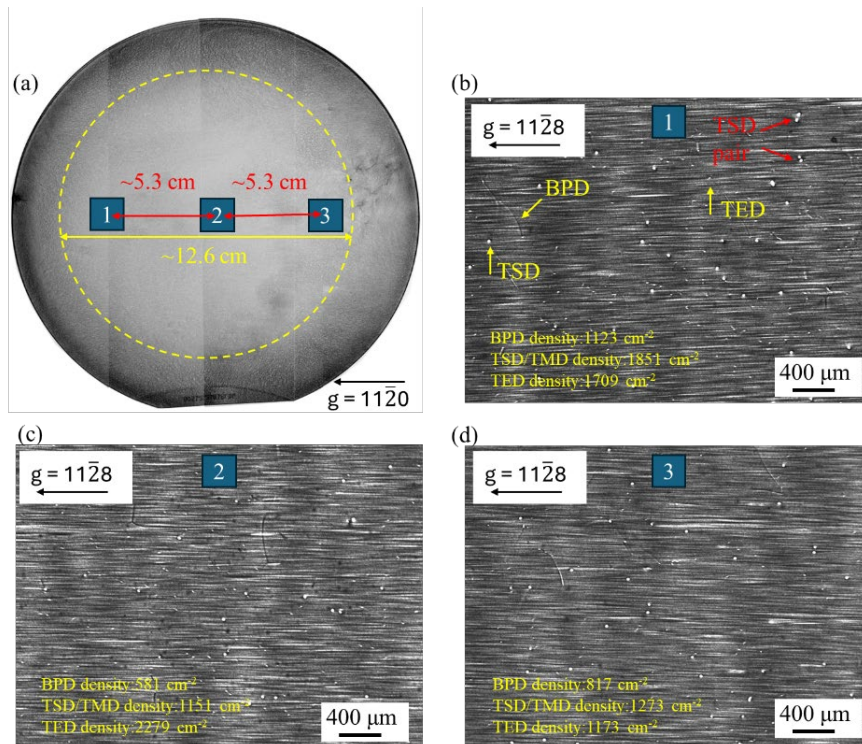 (a)
~5.3 cm
~5.3 cm
1
2
3
~12.6 cm
g = 112̅0
(b)
g = 112̅8
1
TSD
pair
BPD
TED
TSD
BPD density:1123 cm⁻²
TSD/TMD density:1851 cm⁻²
TED density:1709 cm⁻²
400 μm
(c)
g = 112̅8
2
BPD density:581 cm⁻²
TSD/TMD density:1151 cm⁻²
TED density:2279 cm⁻²
400 μm
(d)
g = 112̅8
3
BPD density:817 cm⁻²
TSD/TMD density:1273 cm⁻²
TED density:1173 cm⁻²
400 μm